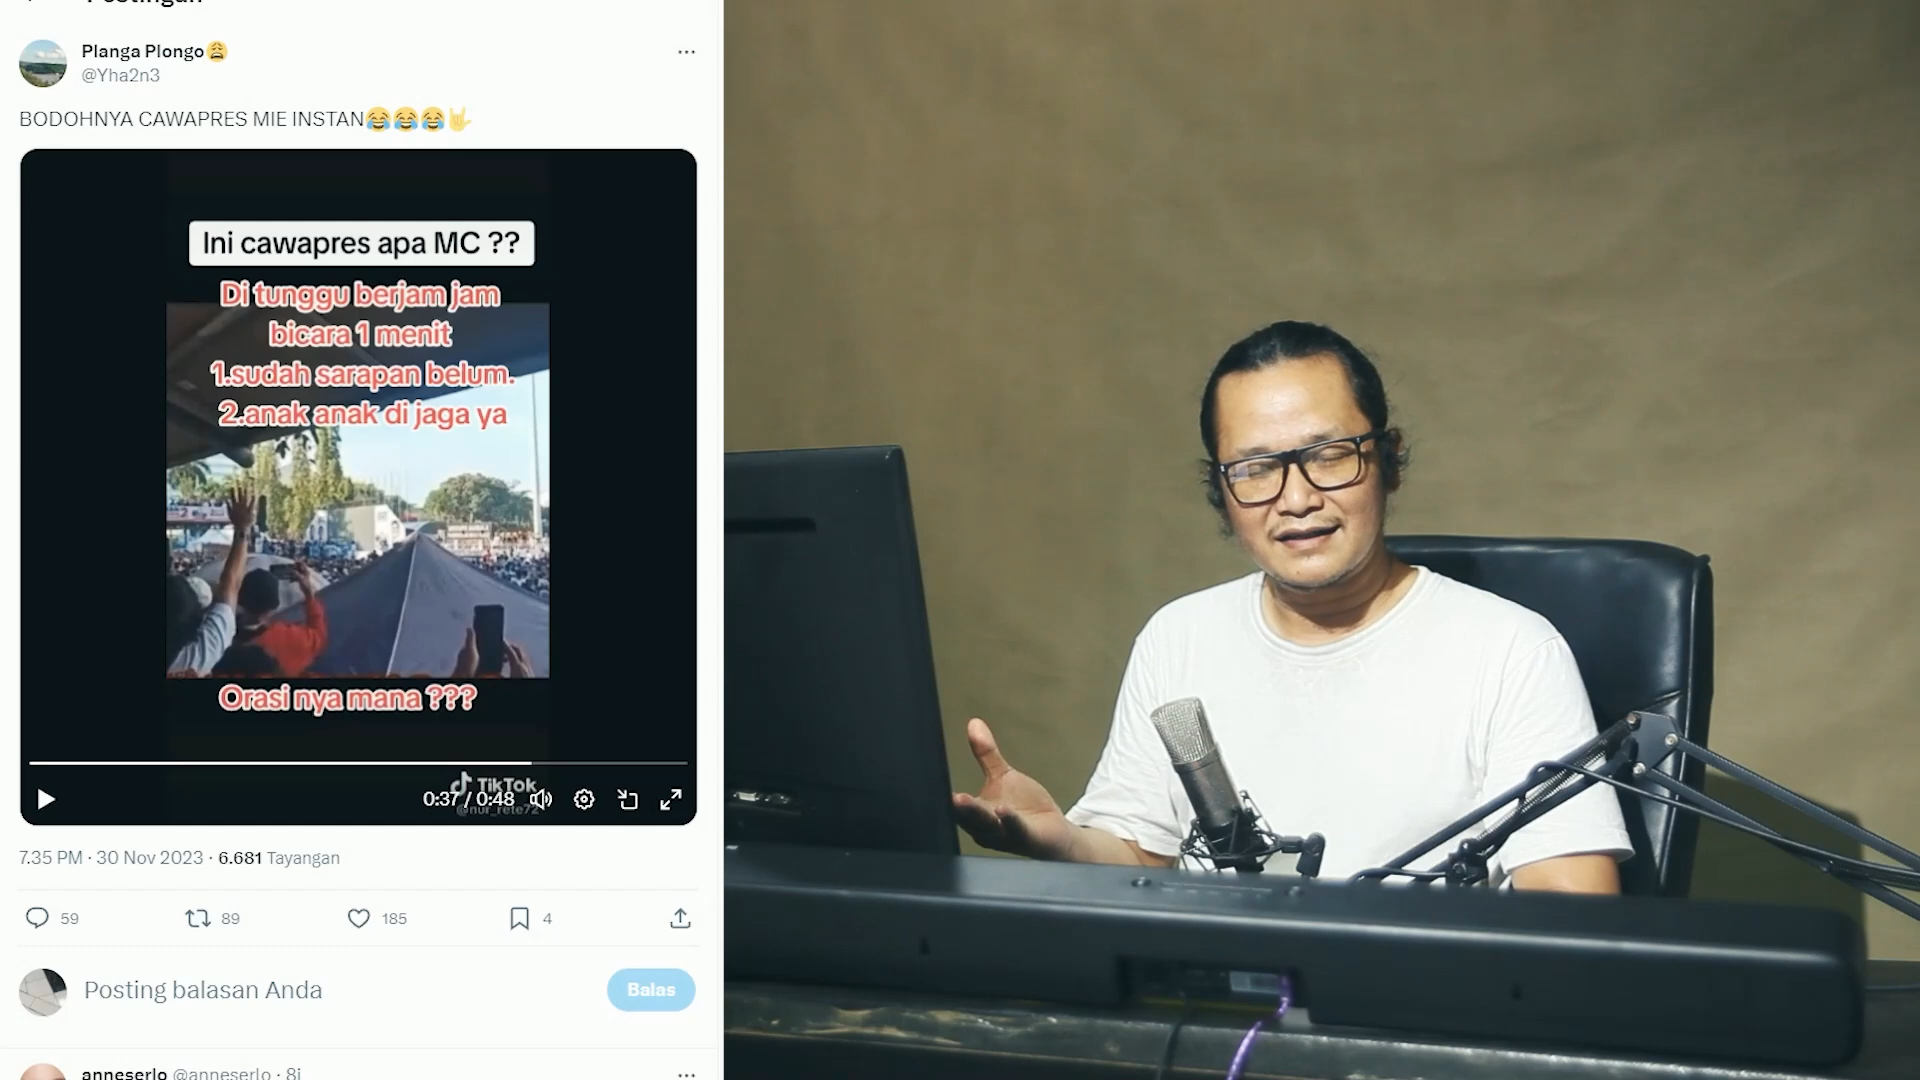 Postingan
Planga Plongo😩
@Yha2n3
BODOHNYA CAWAPRES MIE INSTAN😂😂😂🤟
Ini cawapres apa MC ??
Di tunggu berjam jam
bicara 1 menit
1.sudah sarapan belum.
2.anak anak di jaga ya
Orasi nya mana ???
TikTok
@nur_rete72
0:37 / 0:48
7.35 PM · 30 Nov 2023 · 6.681 Tayangan
59
89
185
4
Posting balasan Anda
Balas
anneserlo @anneserlo · 8j